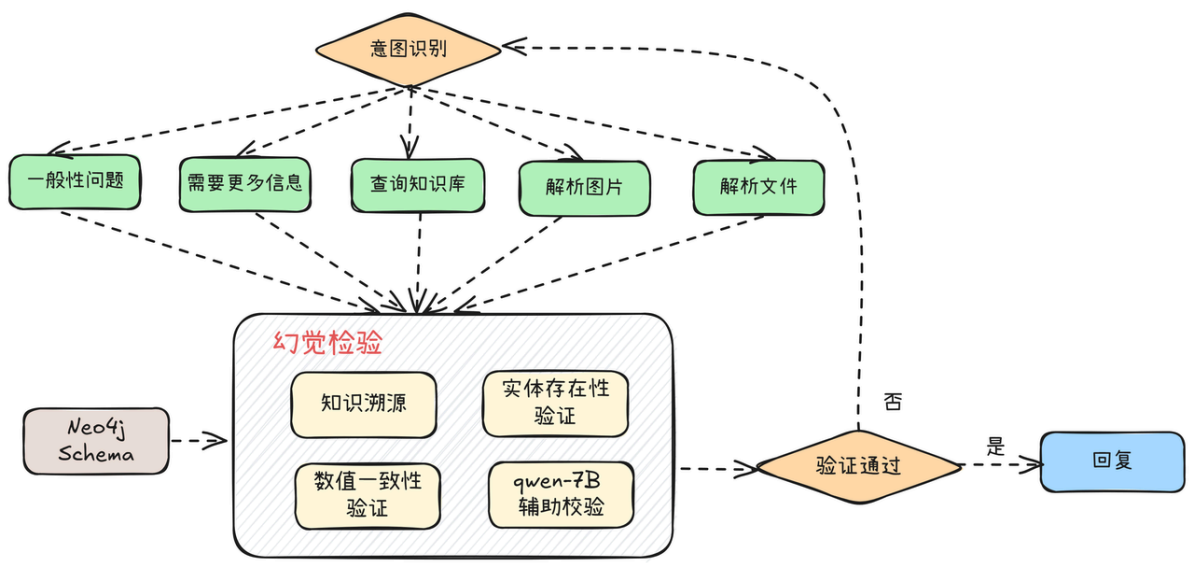 意图识别
一般性问题
需要更多信息
查询知识库
解析图片
解析文件
幻觉检验
知识溯源
实体存在性
验证
数值一致性
验证
qwen-7B
辅助校验
Neo4j
Schema
验证通过
否
是
回复